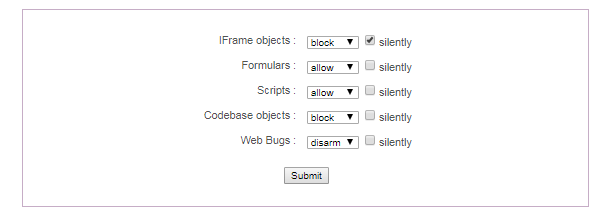 IFrame objects : block silently
Formulars : allow silently
Scripts : allow silently
Codebase objects : block silently
Web Bugs : disarm silently
Submit